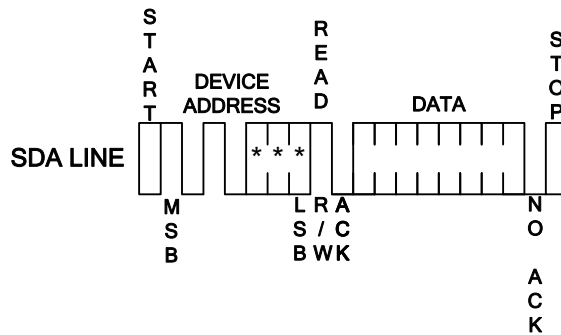 START
READ
STOP
DEVICE
ADDRESS
DATA
SDA LINE
* * *
MSB
LSB
R/W
ACK
NO ACK